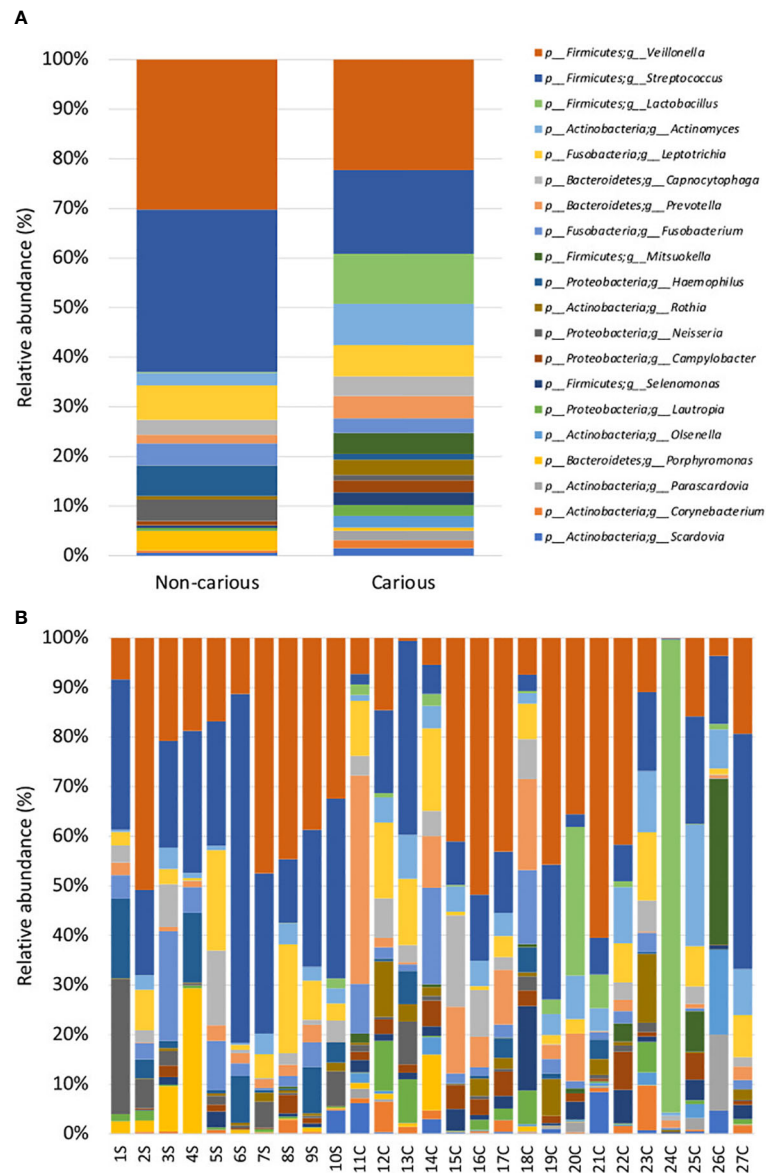 A
100%
90%
80%
70%
60%
50%
40%
30%
20%
10%
0%
Relative abundance (%)
Non-carious
Carious
p__Firmicutes;g__Veillonella
p__Firmicutes;g__Streptococcus
p__Firmicutes;g__Lactobacillus
p__Actinobacteria;g__Actinomyces
p__Fusobacteria;g__Leptotrichia
p__Bacteroidetes;g__Capnocytophaga
p__Bacteroidetes;g__Prevotella
p__Fusobacteria;g__Fusobacterium
p__Firmicutes;g__Mitsuokella
p__Proteobacteria;g__Haemophilus
p__Actinobacteria;g__Rothia
p__Proteobacteria;g__Neisseria
p__Proteobacteria;g__Campylobacter
p__Firmicutes;g__Selenomonas
p__Proteobacteria;g__Lautropia
p__Actinobacteria;g__Olsenella
p__Bacteroidetes;g__Porphyromonas
p__Actinobacteria;g__Parascardovia
p__Actinobacteria;g__Corynebacterium
p__Actinobacteria;g__Scardovia
B
100%
90%
80%
70%
60%
50%
40%
30%
20%
10%
0%
Relative abundance (%)
1S
2S
3S
4S
5S
6S
7S
8S
9S
10S
11C
12C
13C
14C
15C
16C
17C
18C
19C
20C
21C
22C
23C
24C
25C
26C
27C